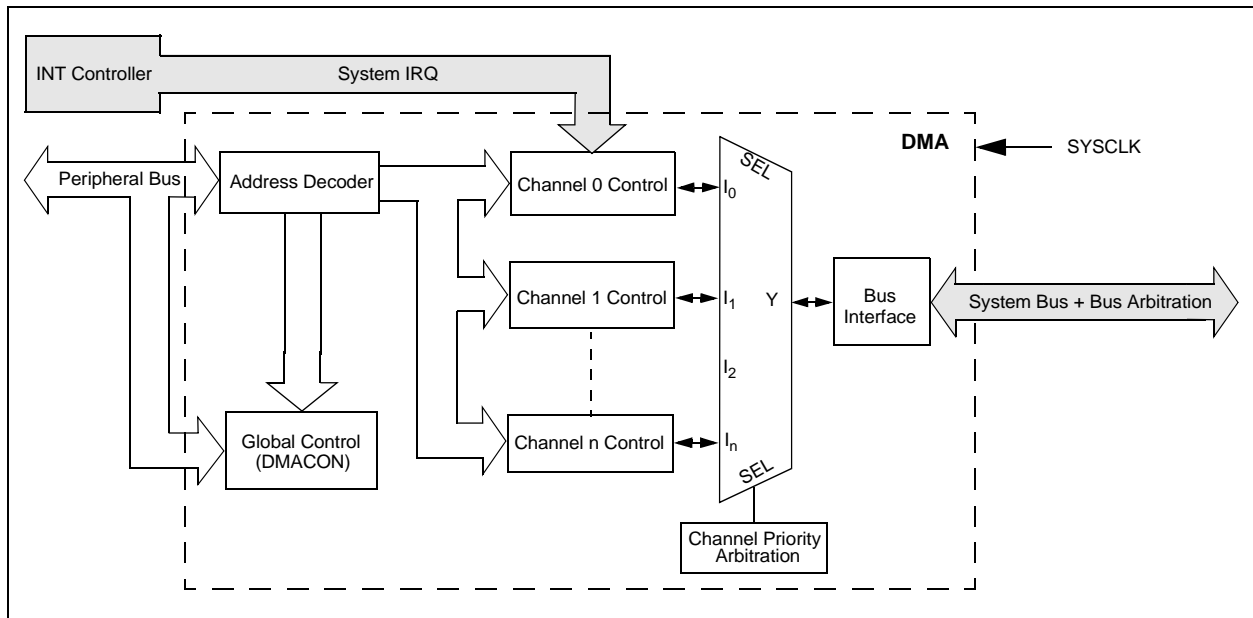 INT Controller
System IRQ
DMA
SYSCLK
Peripheral Bus
Address Decoder
Channel 0 Control
SEL
I0
Channel 1 Control
I1
Y
Bus
Interface
System Bus + Bus Arbitration
I2
Global Control
(DMACON)
Channel n Control
In
SEL
Channel Priority
Arbitration